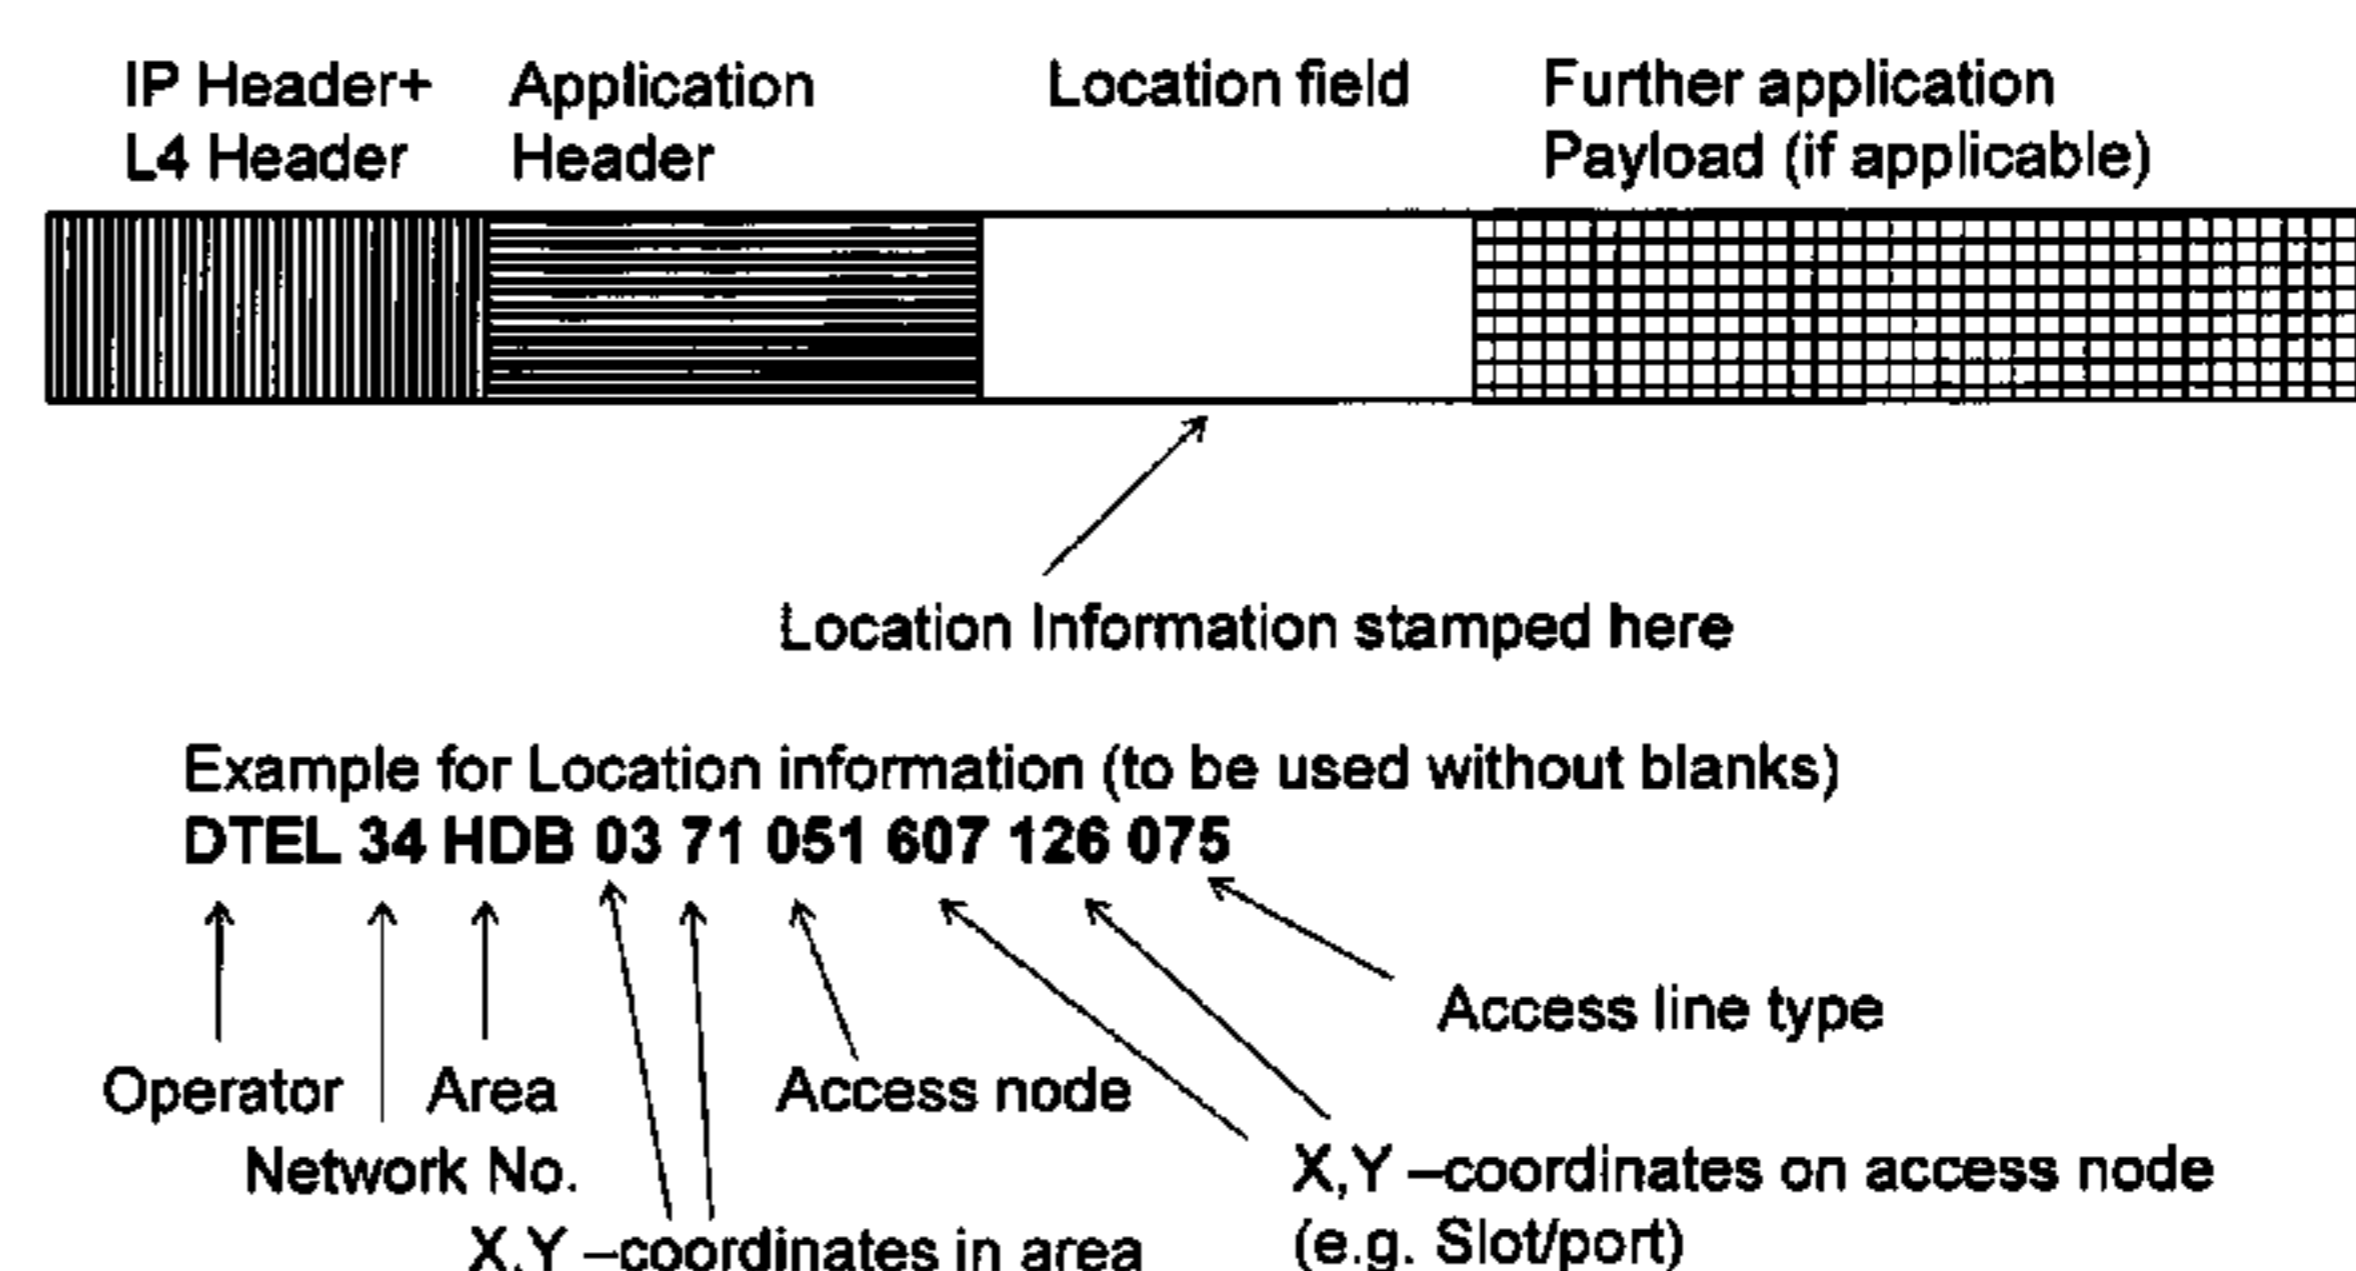 IP Header+
L4 Header
Application
Header
Location field
Further application
Payload (if applicable)
Location Information stamped here
Example for Location information (to be used without blanks)
DTEL 34 HDB 03 71 051 607 126 075
Access line type
Operator
Area
Access node
Network No.
X,Y –coordinates on access node
(e.g. Slot/port)
X,Y –coordinates in area